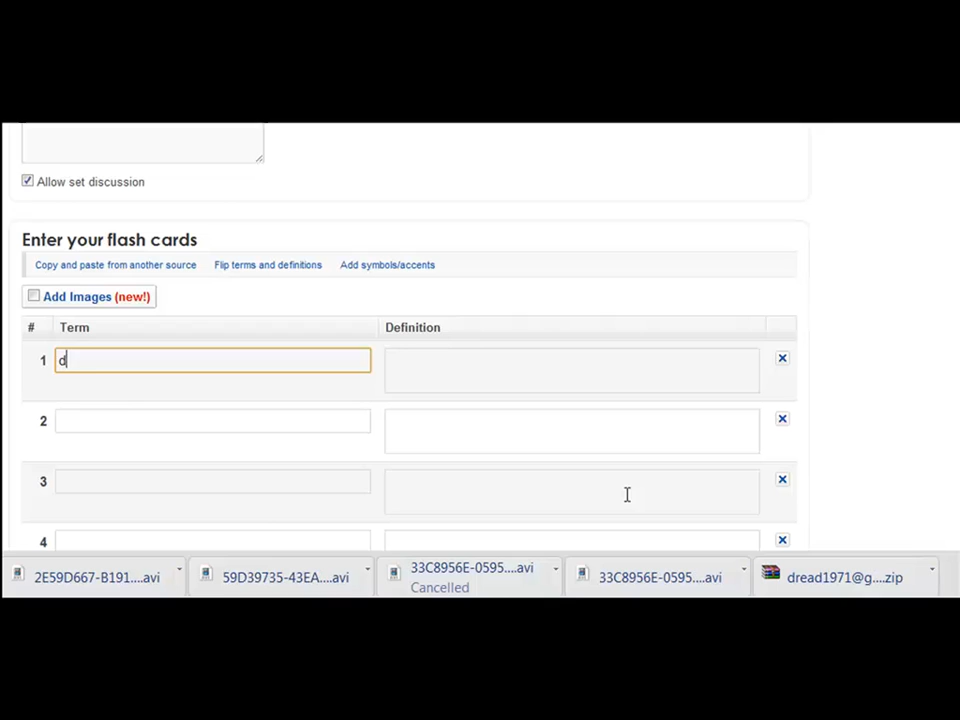 Allow set discussion
Enter your flash cards
Copy and paste from another source Flip terms and definitions Add symbols/accents
Add Images (new!)
# Term Definition
1 d
2
3
4
2E59D667-B191....avi 59D39735-43EA....avi 33C8956E-0595....avi 33C8956E-0595....avi dread1971@g....zip
Cancelled